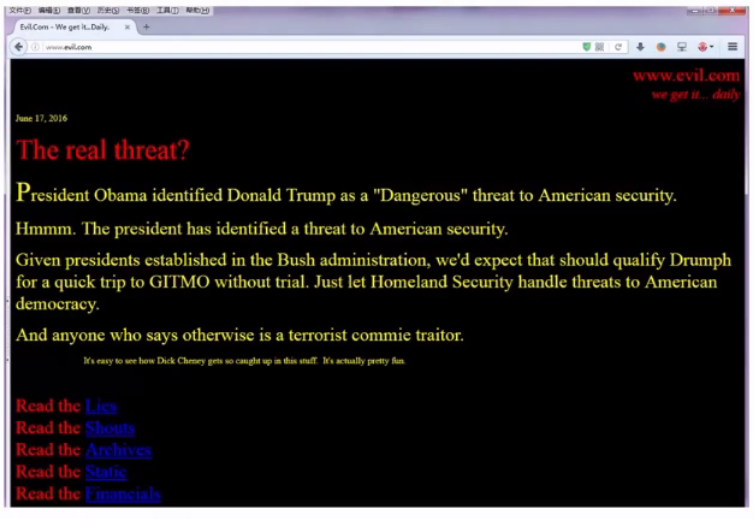 文件(F) 编辑(E) 查看(V) 历史(S) 书签(B) 工具(T) 帮助(H)
Evil.Com - We get it...Daily. × +
www.evil.com
www.evil.com
we get it... daily
June 17, 2016
The real threat?
President Obama identified Donald Trump as a "Dangerous" threat to American security.
Hmmm. The president has identified a threat to American security.
Given presidents established in the Bush administration, we'd expect that should qualify Drumph
for a quick trip to GITMO without trial. Just let Homeland Security handle threats to American
democracy.
And anyone who says otherwise is a terrorist commie traitor.
It's easy to see how Dick Cheney gets so caught up in this stuff. It's actually pretty fun.
Read the Lies
Read the Shouts
Read the Archives
Read the Static
Read the Financials